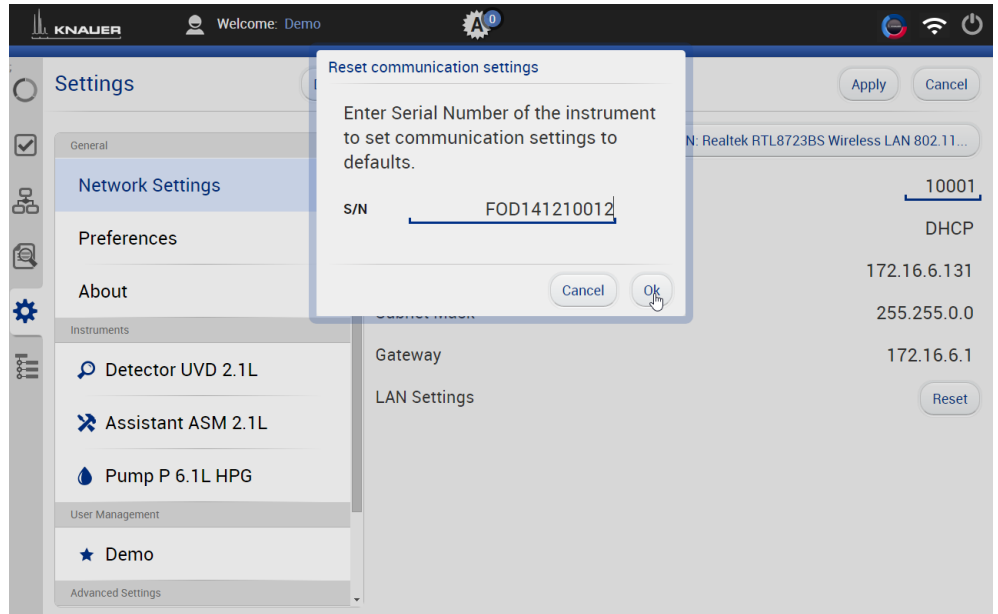 KNAUER
Welcome: Demo
A 0
Settings
Apply
Cancel
General
Network Settings
Preferences
About
Instruments
Detector UVD 2.1L
Assistant ASM 2.1L
Pump P 6.1L HPG
User Management
Demo
Advanced Settings
Reset communication settings
Enter Serial Number of the instrument
to set communication settings to
defaults.
S/N FOD141210012
Cancel
Ok
N: Realtek RTL8723BS Wireless LAN 802.11...
10001
DHCP
172.16.6.131
Subnet Mask 255.255.0.0
Gateway 172.16.6.1
LAN Settings Reset